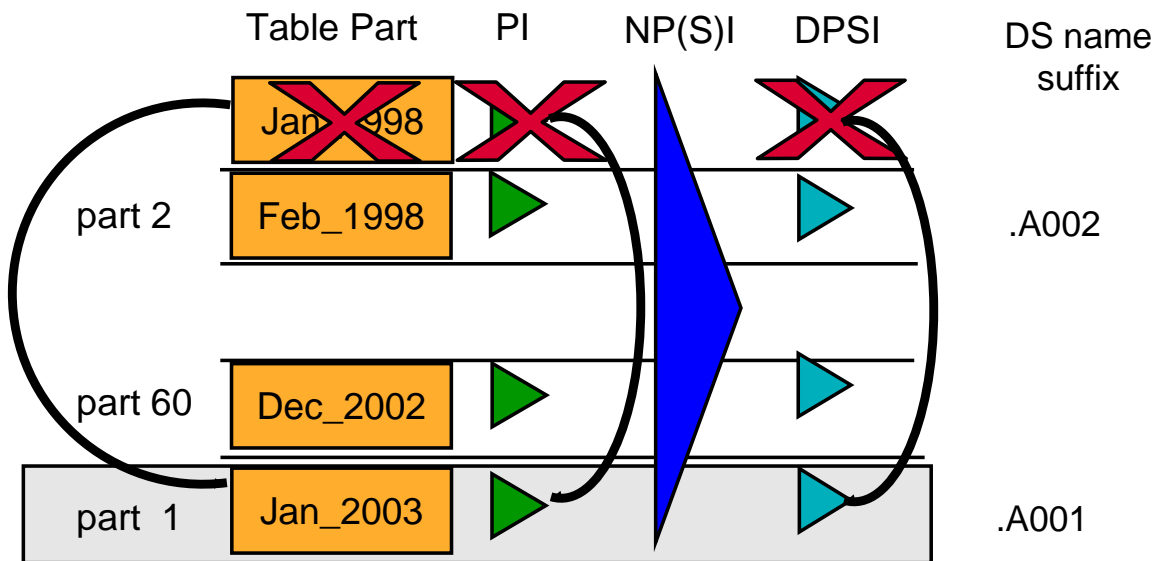 Table Part PI NP(S)I DPSI DS name
suffix
Jan_1998
part 2 Feb_1998 .A002
part 60 Dec_2002
part 1 Jan_2003 .A001